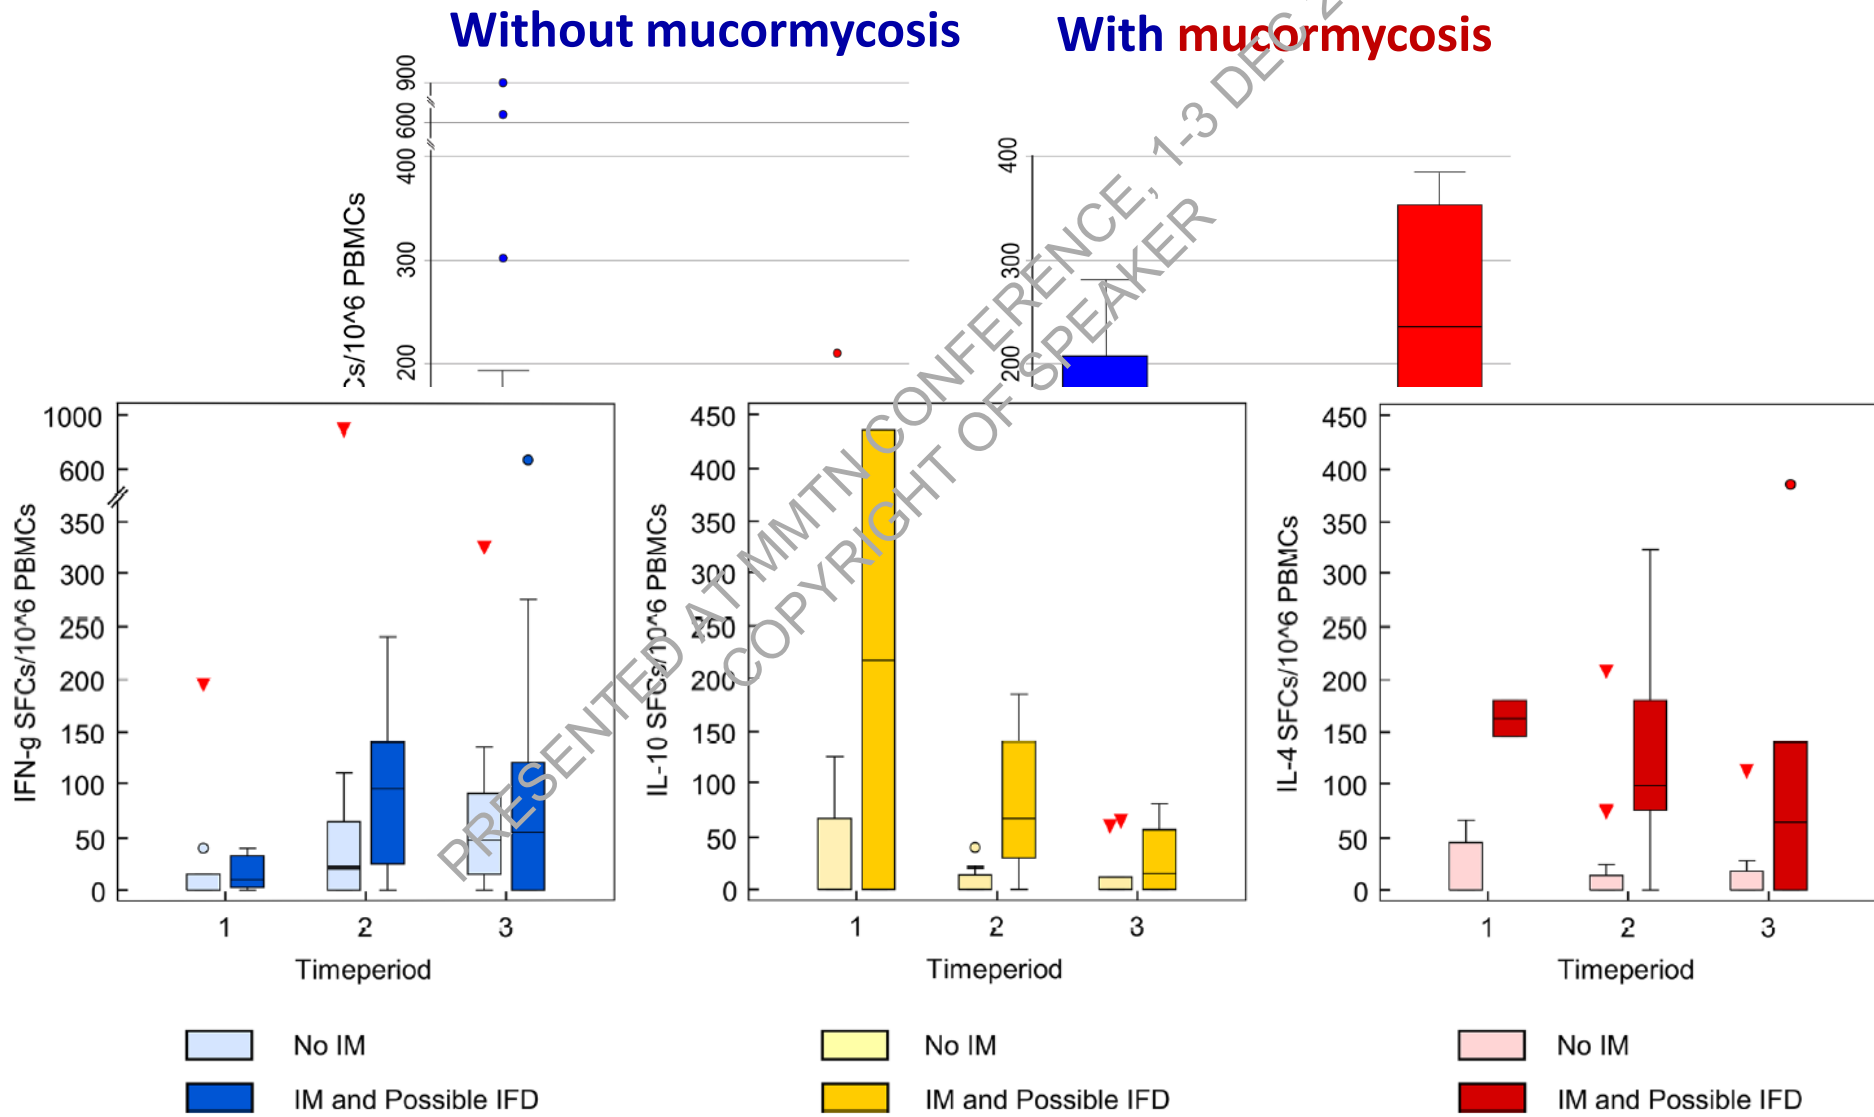 Without mucormycosis
With mucormycosis
900
600
400
300
200
Cs/10^6 PBMCs
400
300
200
PRESENTED AT MMTN CONFERENCE, 1-3 DEC
COPYRIGHT OF SPEAKER
IFN-g SFCs/10^6 PBMCs
1000
600
350
300
250
200
150
100
50
0
1 2 3
Timeperiod
No IM
IM and Possible IFD
IL-10 SFCs/10^6 PBMCs
450
400
350
300
250
200
150
100
50
0
1 2 3
Timeperiod
No IM
IM and Possible IFD
IL-4 SFCs/10^6 PBMCs
450
400
350
300
250
200
150
100
50
0
1 2 3
Timeperiod
No IM
IM and Possible IFD